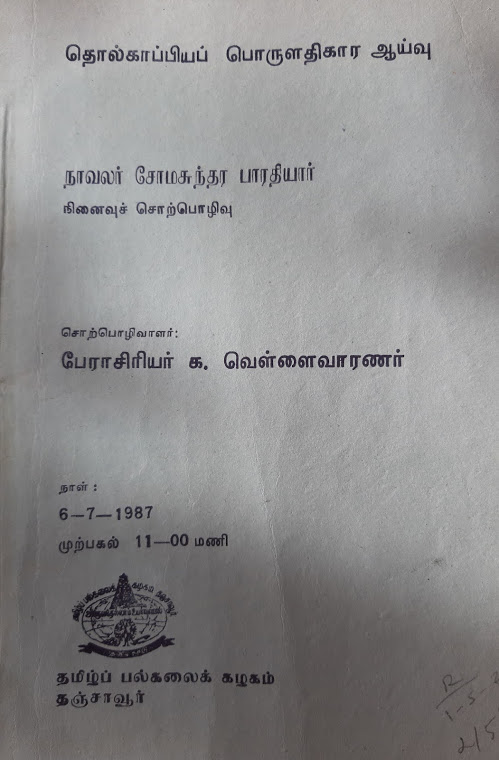 தொல்காப்பியப் பொருளதிகார ஆய்வு
நாவலர் சோமசுந்தர பாரதியார்
நினைவுச் சொற்பொழிவு
சொற்பொழிவாளர்:
பேராசிரியர் க. வெள்ளைவாரணர்
நாள் :
6–7–1987
முற்பகல் 11–00 மணி
தமிழ்ப் பல்கலைக் கழகம்
தஞ்சாவூர்